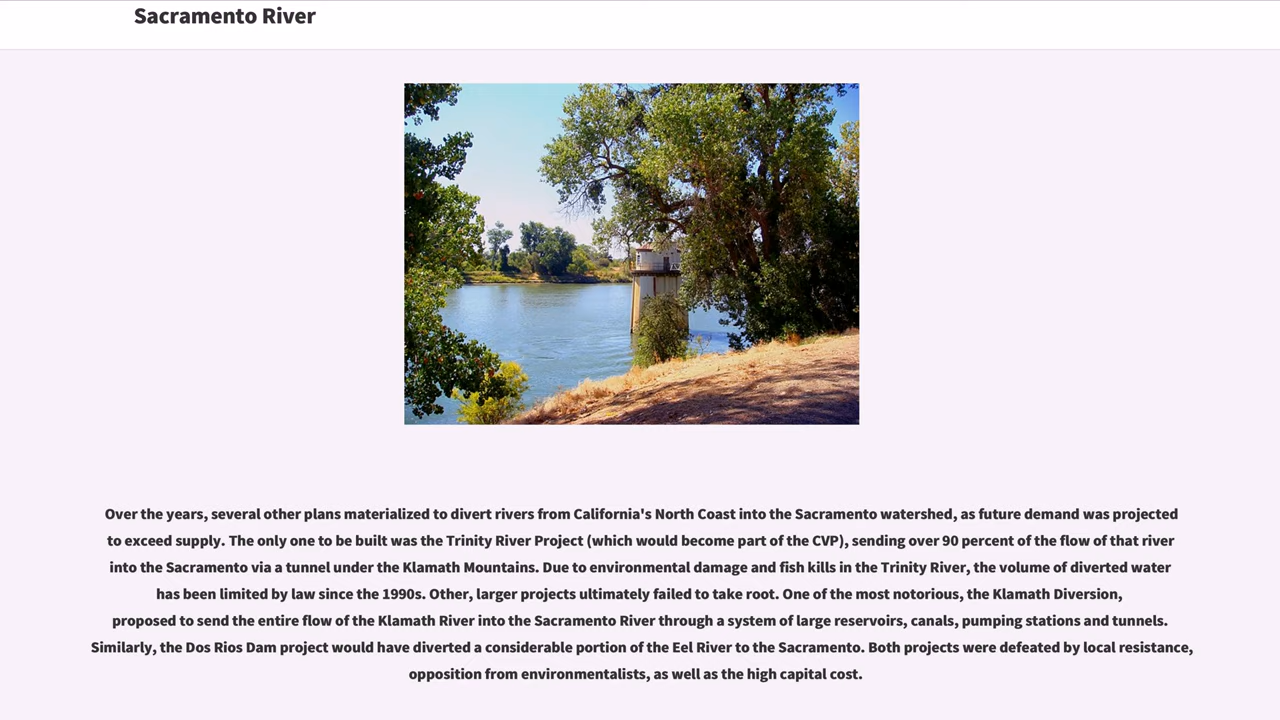 Sacramento River
Over the years, several other plans materialized to divert rivers from California's North Coast into the Sacramento watershed, as future demand was projected
to exceed supply. The only one to be built was the Trinity River Project (which would become part of the CVP), sending over 90 percent of the flow of that river
into the Sacramento via a tunnel under the Klamath Mountains. Due to environmental damage and fish kills in the Trinity River, the volume of diverted water
has been limited by law since the 1990s. Other, larger projects ultimately failed to take root. One of the most notorious, the Klamath Diversion,
proposed to send the entire flow of the Klamath River into the Sacramento River through a system of large reservoirs, canals, pumping stations and tunnels.
Similarly, the Dos Rios Dam project would have diverted a considerable portion of the Eel River to the Sacramento. Both projects were defeated by local resistance,
opposition from environmentalists, as well as the high capital cost.